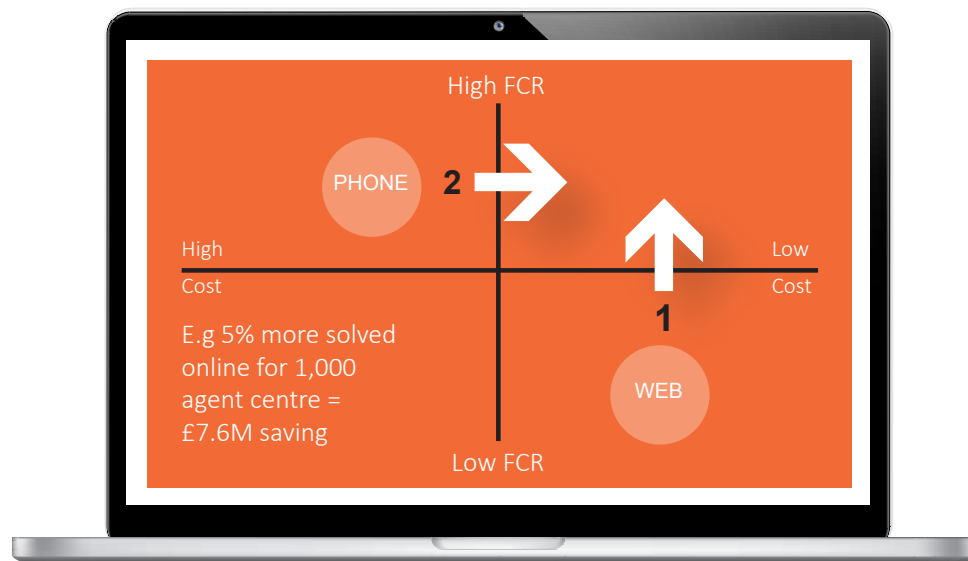 High FCR
PHONE
2
High
Cost
Low
Cost
1
E.g 5% more solved
online for 1,000
agent centre =
£7.6M saving
WEB
Low FCR